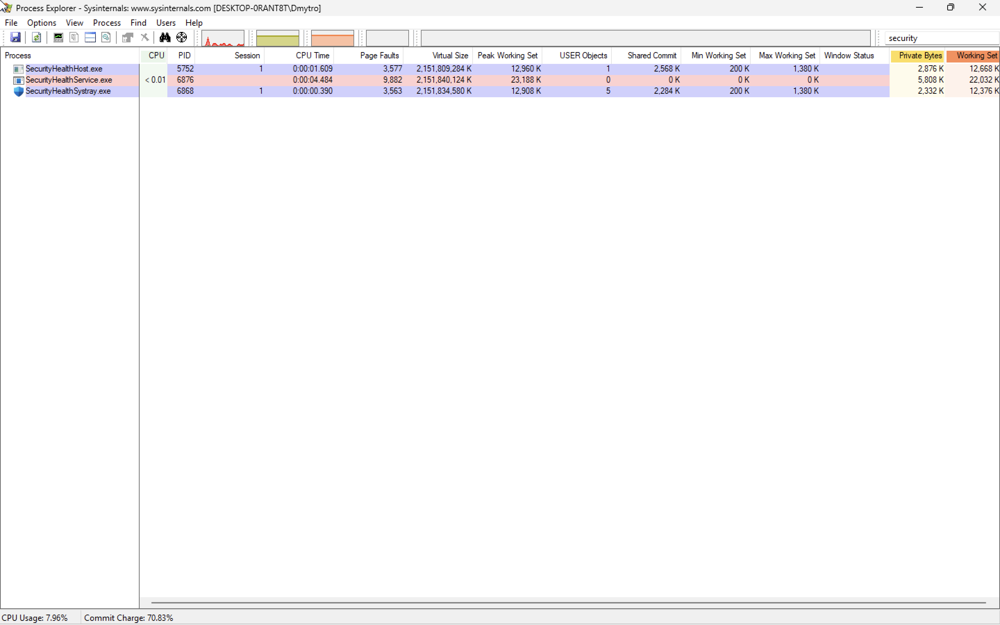 Process Explorer - Sysinternals: www.sysinternals.com [DESKTOP-0RANT8T\Dmytro]
File Options View Process Find Users Help
security
Process CPU PID Session CPU Time Page Faults Virtual Size Peak Working Set USER Objects Shared Commit Min Working Set Max Working Set Window Status Private Bytes Working Set
SecurityHealthHost.exe 5752 1 0:00:01.609 3,577 2,151,809,284 K 12,960 K 1 2,568 K 200 K 1,380 K 2,876 K 12,668 K
SecurityHealthService.exe < 0.01 6876 0:00:04.484 9,882 2,151,840,124 K 23,188 K 0 0 K 0 K 0 K 5,808 K 22,032 K
SecurityHealthSystray.exe 6868 1 0:00:00.390 3,563 2,151,834,580 K 12,908 K 5 2,284 K 200 K 1,380 K 2,332 K 12,376 K
CPU Usage: 7.96% Commit Charge: 70.83%